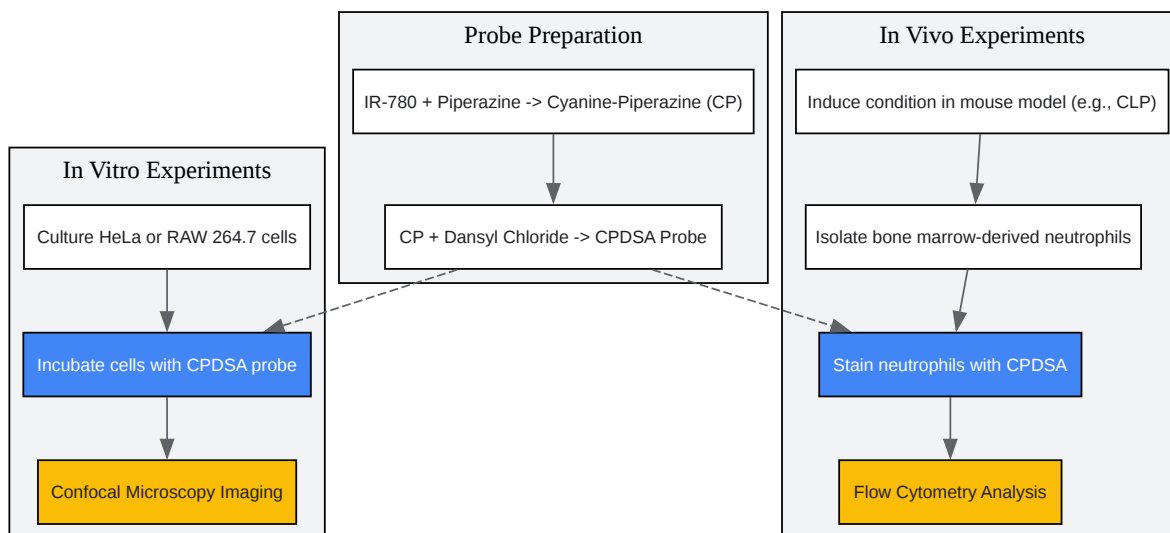 Probe Preparation
IR-780 + Piperazine -> Cyanine-Piperazine (CP)
CP + Dansyl Chloride -> CPDSA Probe
In Vitro Experiments
Culture HeLa or RAW 264.7 cells
Incubate cells with CPDSA probe
Confocal Microscopy Imaging
In Vivo Experiments
Induce condition in mouse model (e.g., CLP)
Isolate bone marrow-derived neutrophils
Stain neutrophils with CPDSA
Flow Cytometry Analysis